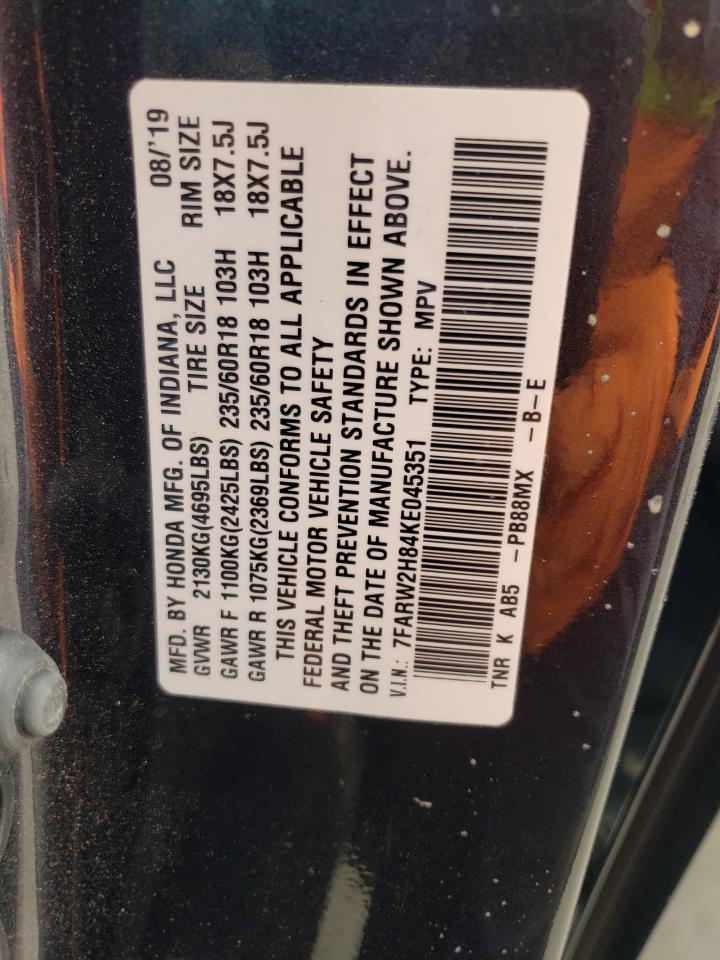 MFD. BY HONDA MFG. OF INDIANA, LLC 08/'19
GVWR 2130KG(4695LBS) TIRE SIZE RIM SIZE
GAWR F 1100KG(2425LBS) 235/60R18 103H 18X7.5J
GAWR R 1075KG(2369LBS) 235/60R18 103H 18X7.5J
THIS VEHICLE CONFORMS TO ALL APPLICABLE
FEDERAL MOTOR VEHICLE SAFETY
AND THEFT PREVENTION STANDARDS IN EFFECT
ON THE DATE OF MANUFACTURE SHOWN ABOVE.
V.I.N.: 7FARW2H84KE045351 TYPE: MPV
TNR K AB5 -PB88MX -B-E